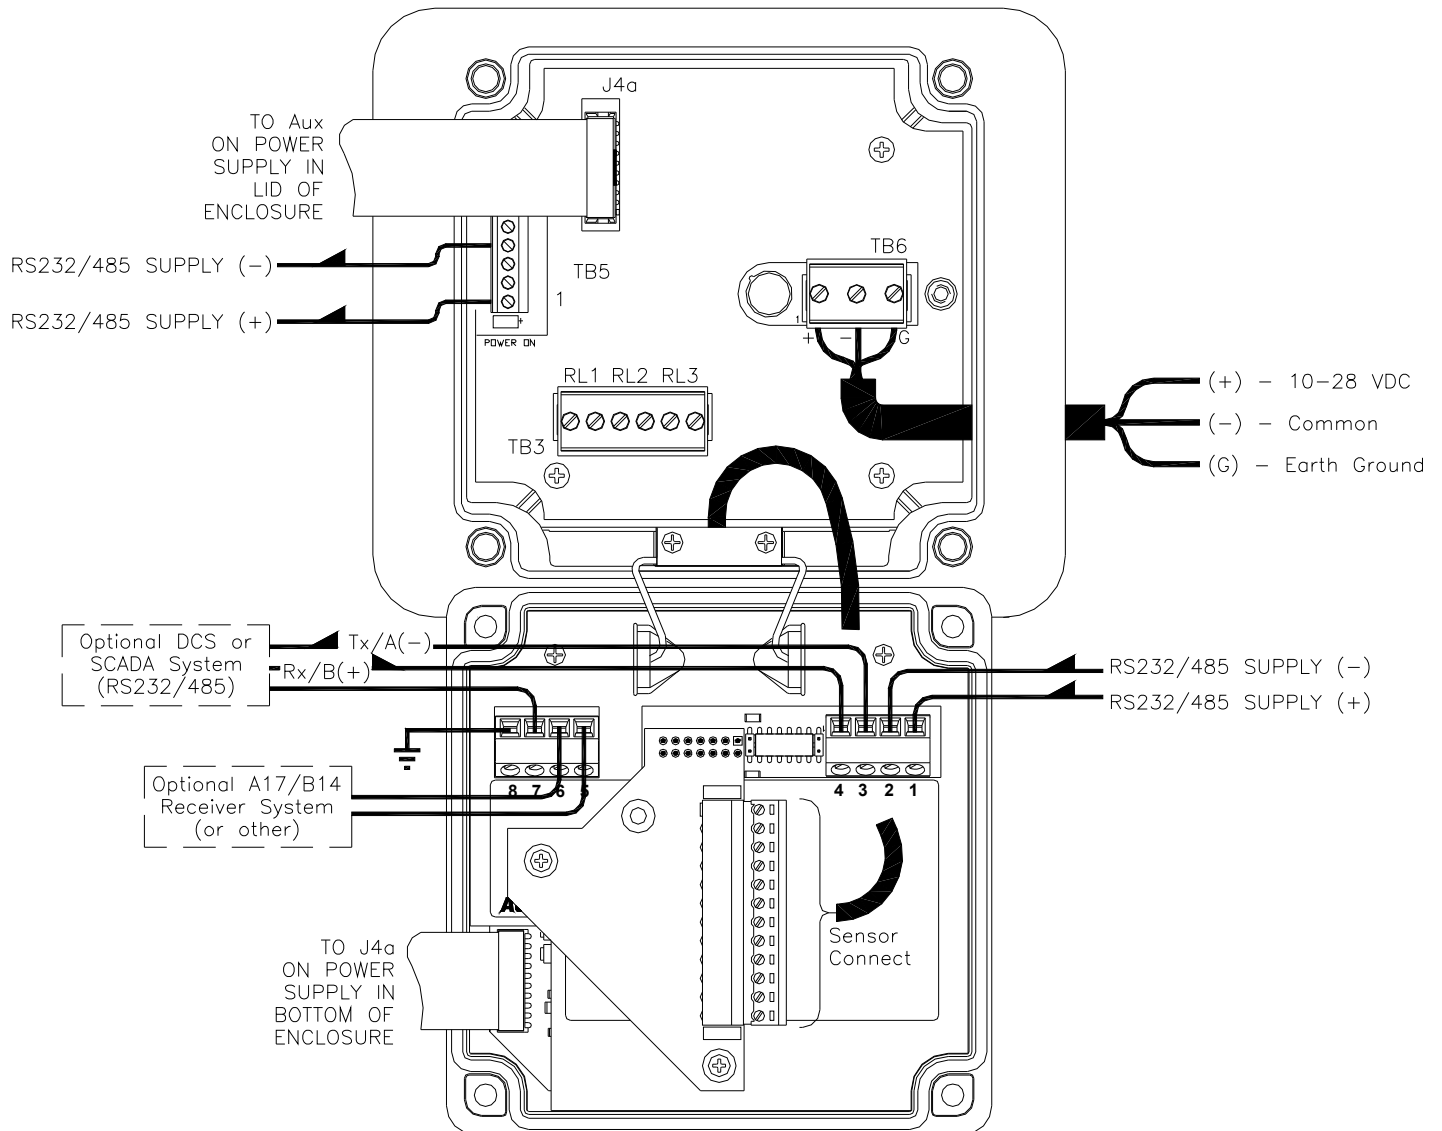 J4a
TO Aux
ON POWER
SUPPLY IN
LID OF
ENCLOSURE
RS232/485 SUPPLY (-)
TB5
1
RS232/485 SUPPLY (+)
+
POWER ON
TB6
1
+ - G
RL1 RL2 RL3
TB3
(+) - 10-28 VDC
(-) - Common
(G) - Earth Ground
Optional DCS or
SCADA System
(RS232/485)
Tx/A(-)
Rx/B(+)
RS232/485 SUPPLY (-)
RS232/485 SUPPLY (+)
8 7 6 5
4 3 2 1
Optional A17/B14
Receiver System
(or other)
Sensor
Connect
TO J4a
ON POWER
SUPPLY IN
BOTTOM OF
ENCLOSURE